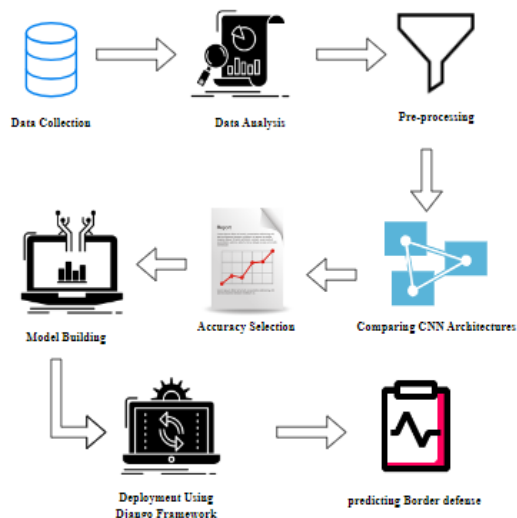 Data Collection
Data Analysis
Pre-processing
Report
Model Building
Accuracy Selection
Comparing CNN Architectures
Deployment Using
Django Framework
predicting Border defense